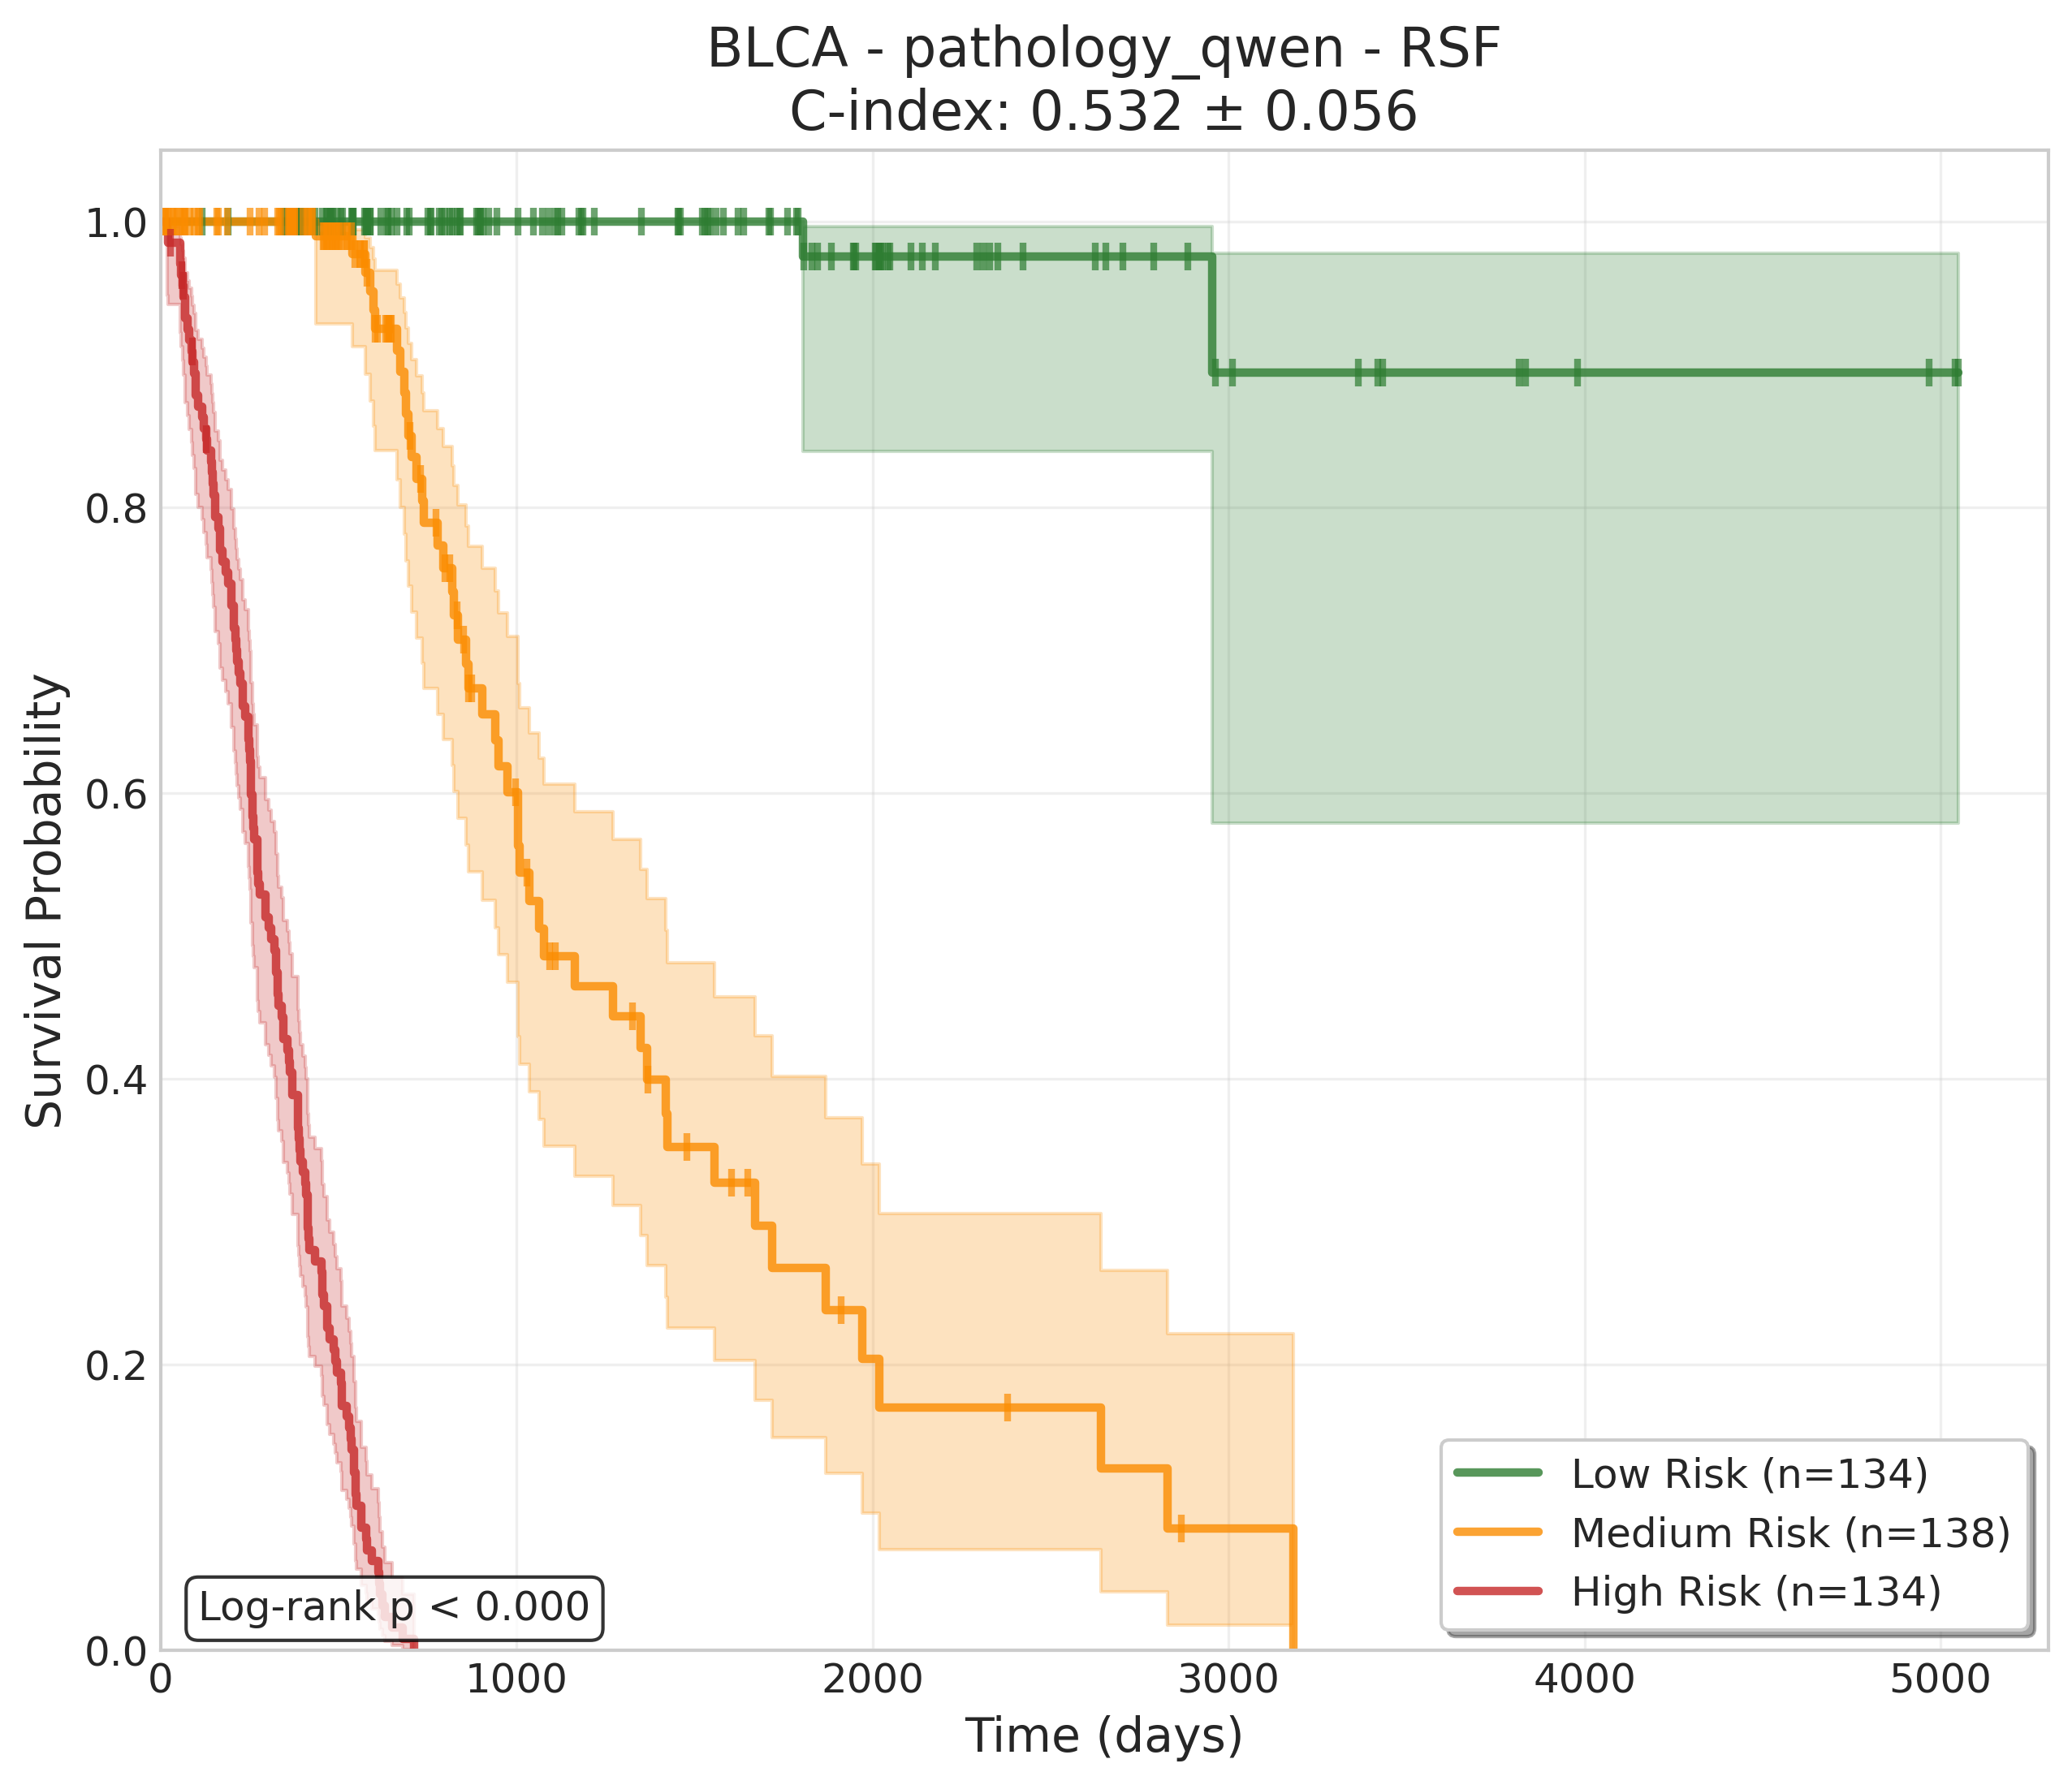 BLCA - pathology_qwen - RSF
C-index: 0.532 ± 0.056
Survival Probability
1.0
0.8
0.6
0.4
0.2
0.0
Log-rank p < 0.000
Low Risk (n=134)
Medium Risk (n=138)
High Risk (n=134)
0 1000 2000 3000 4000 5000
Time (days)